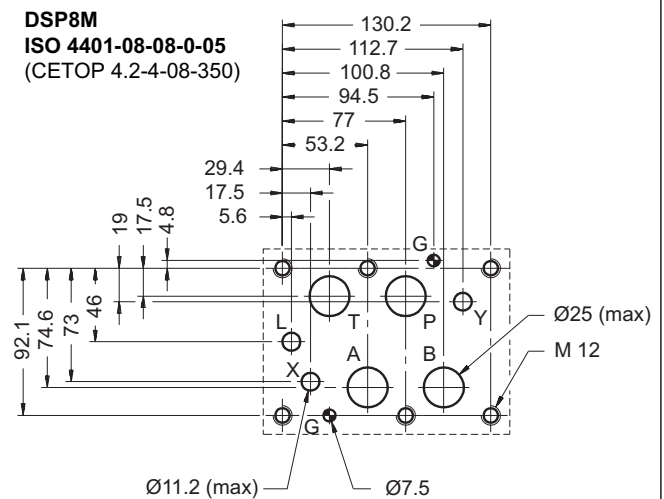 DSP8M
ISO 4401-08-08-0-05
(CETOP 4.2-4-08-350)
130.2
112.7
100.8
94.5
77
53.2
29.4
17.5
5.6
19
17.5
4.8
G
92.1
74.6
73
46
L
T
P
Y
Ø25 (max)
M 12
X
A
B
G
Ø11.2 (max)
Ø7.5